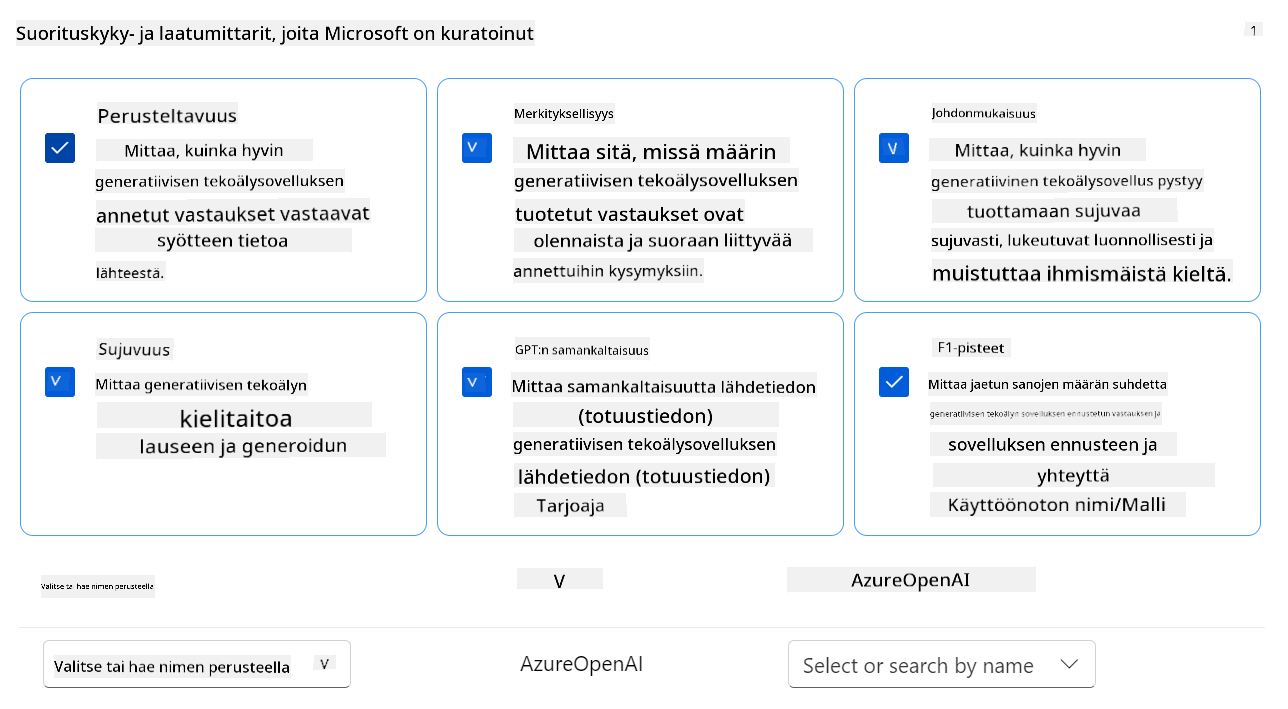 Suorituskyky- ja laatumittarit, joita Microsoft on kuratoinut
1
Perusteltavuus
Mittaa, kuinka hyvin
generatiivisen tekoälysovelluksen
annetut vastaukset vastaavat
syötteen tietoa
lähteestä.
Merkityksellisyys
V
Mittaa sitä, missä määrin
generatiivisen tekoälysovelluksen
tuotetut vastaukset ovat
olennaista ja suoraan liittyvää
annettuihin kysymyksiin.
Johdonmukaisuus
V
Mittaa, kuinka hyvin
generatiivinen tekoälysovellus pystyy
tuottamaan sujuvaa
sujuvasti, lukeutuvat luonnollisesti ja
muistuttaa ihmismäistä kieltä.
Sujuvuus
V
Mittaa generatiivisen tekoälyn
kielitaitoa
lauseen ja generoidun
GPT:n samankaltaisuus
V
Mittaa samankaltaisuutta lähdetiedon
(totuustiedon)
generatiivisen tekoälysovelluksen
lähdetiedon (totuustiedon)
Tarjoaja
F1-pisteet
Mittaa jaetun sanojen määrän suhdetta
generatiivisen tekoälyn sovelluksen ennustetun vastauksen ja
sovelluksen ennusteen ja
yhteyttä
Käyttöönoton nimi/Malli
Valitse tai hae nimen perusteella
V
AzureOpenAI
Valitse tai hae nimen perusteella
V
AzureOpenAI
Select or search by name